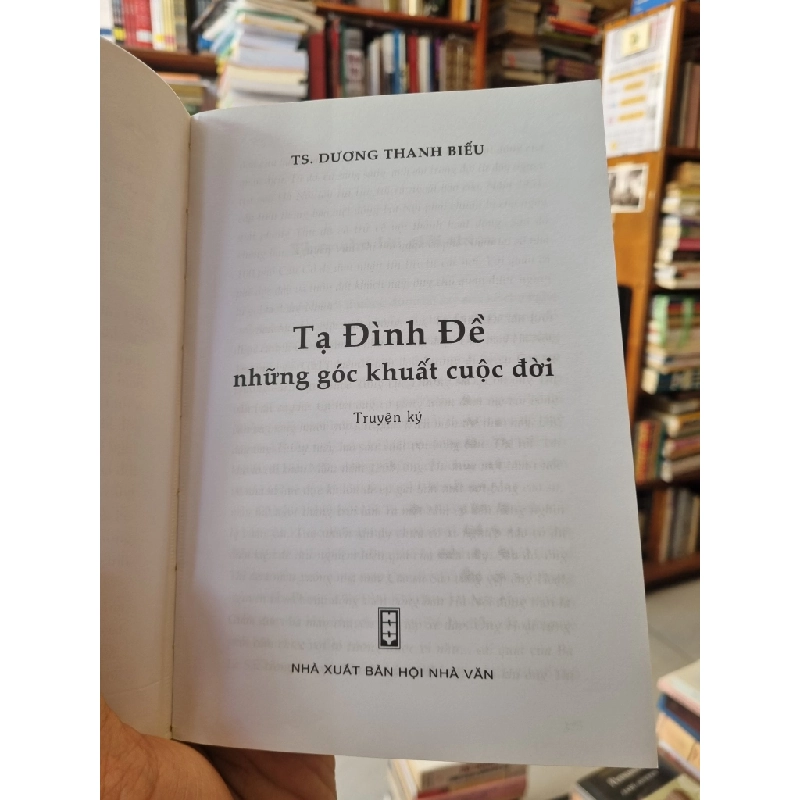 TS. DƯƠNG THANH BIỂU
Tạ Đình Đề
những góc khuất cuộc đời
Truyện ký
NHÀ XUẤT BẢN HỘI NHÀ VĂN